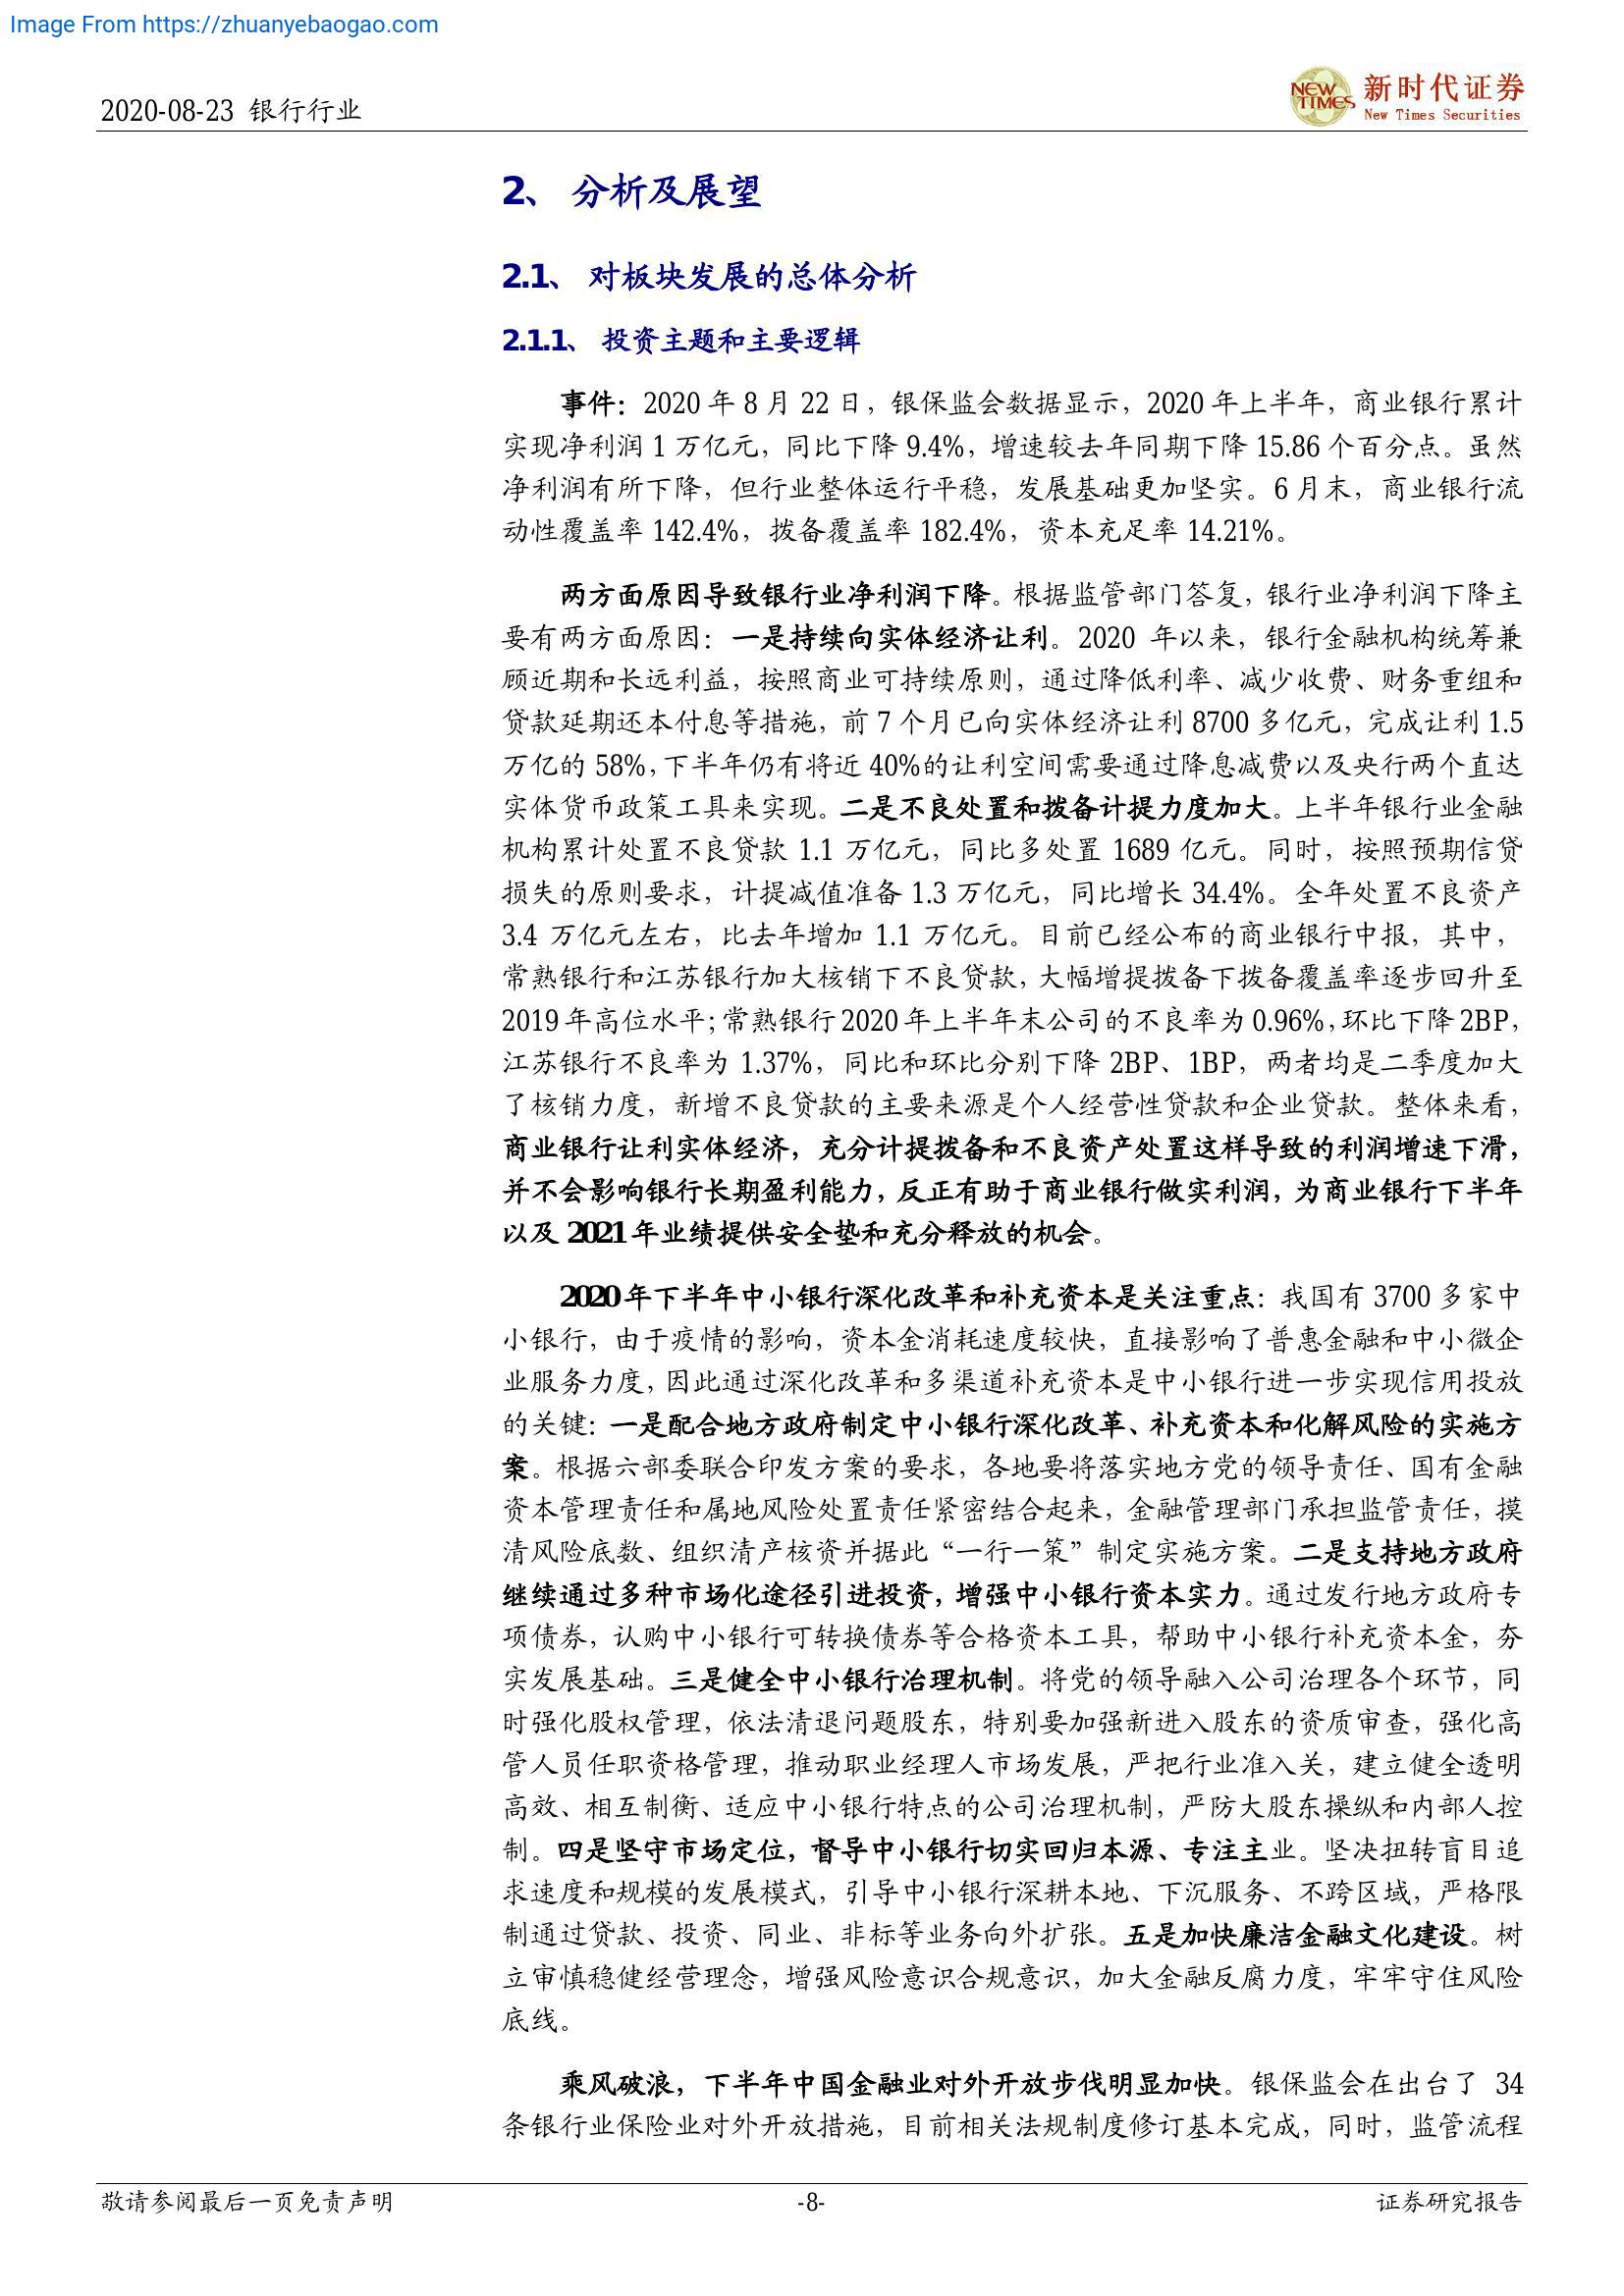 Image From https://zhuanyebaogao.com
2020-08-23 银行行业
NEW TIMES
新时代证券
New Times Securities
2、 分析及展望
2.1、 对板块发展的总体分析
2.1.1、 投资主题和主要逻辑
事件：2020 年 8 月 22 日，银保监会数据显示，2020 年上半年，商业银行累计
实现净利润 1 万亿元，同比下降 9.4%，增速较去年同期下降 15.86 个百分点。虽然
净利润有所下降，但行业整体运行平稳，发展基础更加坚实。6 月末，商业银行流
动性覆盖率 142.4%，拨备覆盖率 182.4%，资本充足率 14.21%。
两方面原因导致银行业净利润下降。根据监管部门答复，银行业净利润下降主
要有两方面原因：一是持续向实体经济让利。2020 年以来，银行金融机构统筹兼
顾近期和长远利益，按照商业可持续原则，通过降低利率、减少收费、财务重组和
贷款延期还本付息等措施，前 7 个月已向实体经济让利 8700 多亿元，完成让利 1.5
万亿的 58%，下半年仍有将近 40%的让利空间需要通过降息减费以及央行两个直达
实体货币政策工具来实现。二是不良处置和拨备计提力度加大。上半年银行业金融
机构累计处置不良贷款 1.1 万亿元，同比多处置 1689 亿元。同时，按照预期信贷
损失的原则要求，计提减值准备 1.3 万亿元，同比增长 34.4%。全年处置不良资产
3.4 万亿元左右，比去年增加 1.1 万亿元。目前已经公布的商业银行中报，其中，
常熟银行和江苏银行加大核销下不良贷款，大幅增提拨备下拨备覆盖率逐步回升至
2019 年高位水平；常熟银行 2020 年上半年末公司的不良率为 0.96%，环比下降 2BP，
江苏银行不良率为 1.37%，同比和环比分别下降 2BP、1BP，两者均是二季度加大
了核销力度，新增不良贷款的主要来源是个人经营性贷款和企业贷款。整体来看，
商业银行让利实体经济，充分计提拨备和不良资产处置这样导致的利润增速下滑，
并不会影响银行长期盈利能力，反正有助于商业银行做实利润，为商业银行下半年
以及 2021 年业绩提供安全垫和充分释放的机会。
2020 年下半年中小银行深化改革和补充资本是关注重点：我国有 3700 多家中
小银行，由于疫情的影响，资本金消耗速度较快，直接影响了普惠金融和中小微企
业服务力度，因此通过深化改革和多渠道补充资本是中小银行进一步实现信用投放
的关键：一是配合地方政府制定中小银行深化改革、补充资本和化解风险的实施方
案。根据六部委联合印发方案的要求，各地要将落实地方党的领导责任、国有金融
资本管理责任和属地风险处置责任紧密结合起来，金融管理部门承担监管责任，摸
清风险底数、组织清产核资并据此“一行一策”制定实施方案。二是支持地方政府
继续通过多种市场化途径引进投资，增强中小银行资本实力。通过发行地方政府专
项债券，认购中小银行可转换债券等合格资本工具，帮助中小银行补充资本金，夯
实发展基础。三是健全中小银行治理机制。将党的领导融入公司治理各个环节，同
时强化股权管理，依法清退问题股东，特别要加强新进入股东的资质审查，强化高
管人员任职资格管理，推动职业经理人市场发展，严把行业准入关，建立健全透明
高效、相互制衡、适应中小银行特点的公司治理机制，严防大股东操纵和内部人控
制。四是坚守市场定位，督导中小银行切实回归本源、专注主业。坚决扭转盲目追
求速度和规模的发展模式，引导中小银行深耕本地、下沉服务、不跨区域，严格限
制通过贷款、投资、同业、非标等业务向外扩张。五是加快廉洁金融文化建设。树
立审慎稳健经营理念，增强风险意识合规意识，加大金融反腐力度，牢牢守住风险
底线。
乘风破浪，下半年中国金融业对外开放步伐明显加快。银保监会在出台了 34
条银行业保险业对外开放措施，目前相关法规制度修订基本完成，同时，监管流程
敬请参阅最后一页免责声明
-8-
证券研究报告